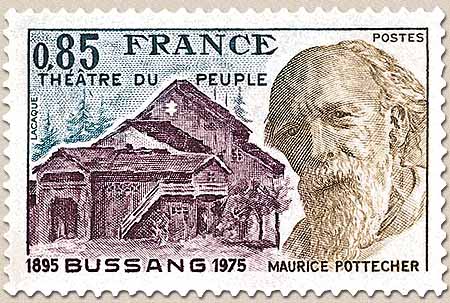 0,85 FRANCE
POSTES
THÉATRE DU PEUPLE
LACAQUE
1895 BUSSANG 1975
MAURICE POTTECHER